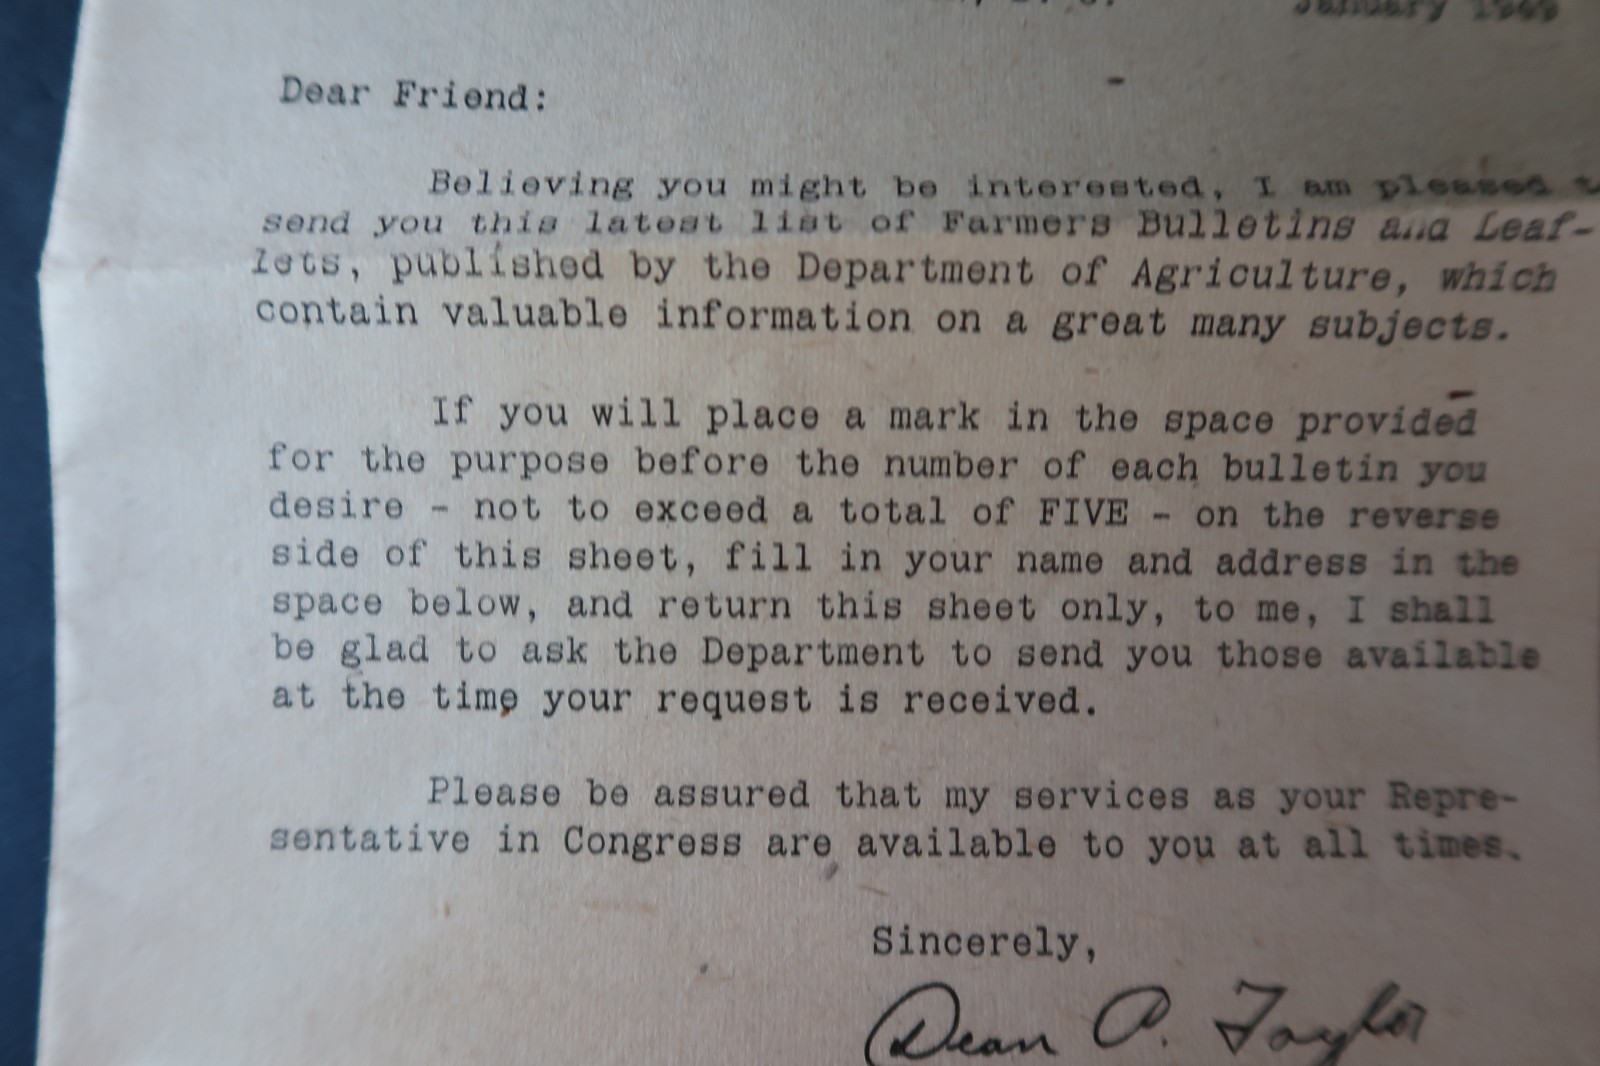 January 1949
Dear Friend:
Believing you might be interested, I am pleased
send you this latest list of Farmers Bulletins and Leaf-
lets, published by the Department of Agriculture, which
contain valuable information on a great many subjects.
If you will place a mark in the space provided
for the purpose before the number of each bulletin you
desire - not to exceed a total of FIVE - on the reverse
side of this sheet, fill in your name and address in the
space below, and return this sheet only, to me, I shall
be glad to ask the Department to send you those available
at the time your request is received.
Please be assured that my services as your Repre-
sentative in Congress are available to you at all times.
Sincerely,
Dean P. Taylor